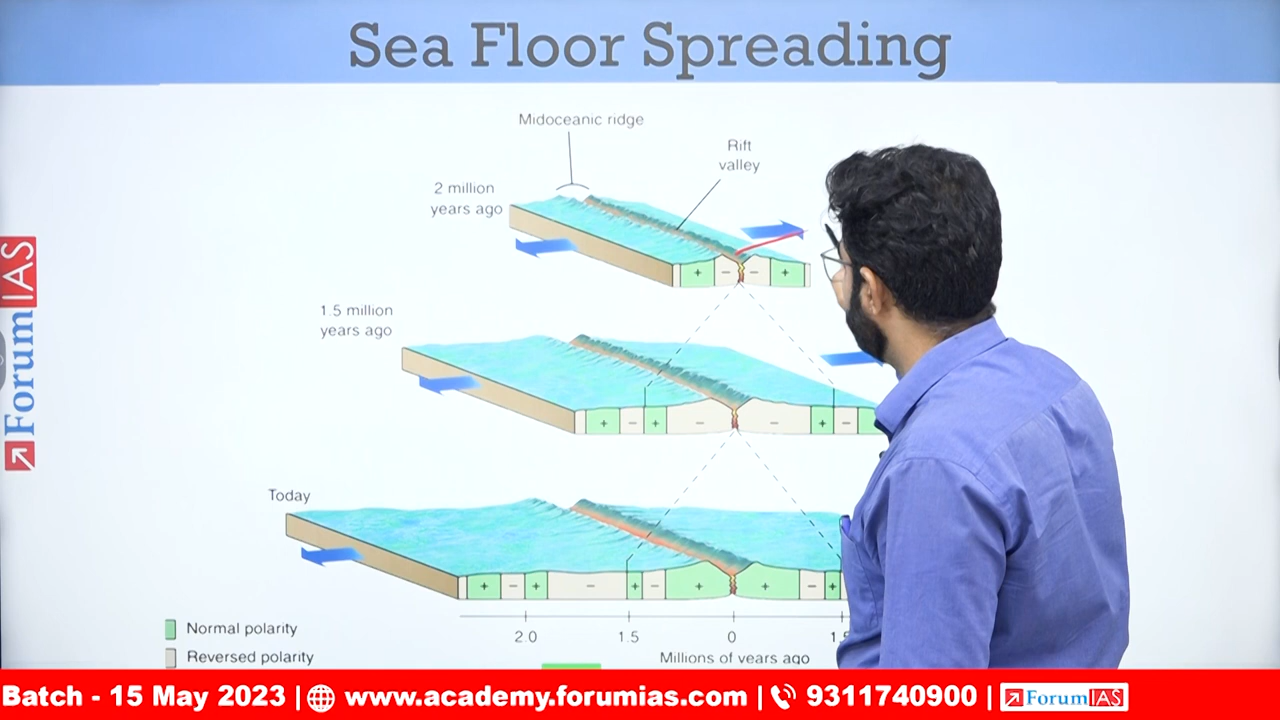 Sea Floor Spreading
Midoceanic ridge
Rift
valley
2 million
years ago
+ − − +
1.5 million
years ago
+ − + − − + −
Today
+ − + − + − + + − +
Normal polarity
Reversed polarity
2.0 1.5 0
Millions of years ago
ForumIAS
Batch - 15 May 2023 | www.academy.forumias.com | 9311740900 | ForumIAS